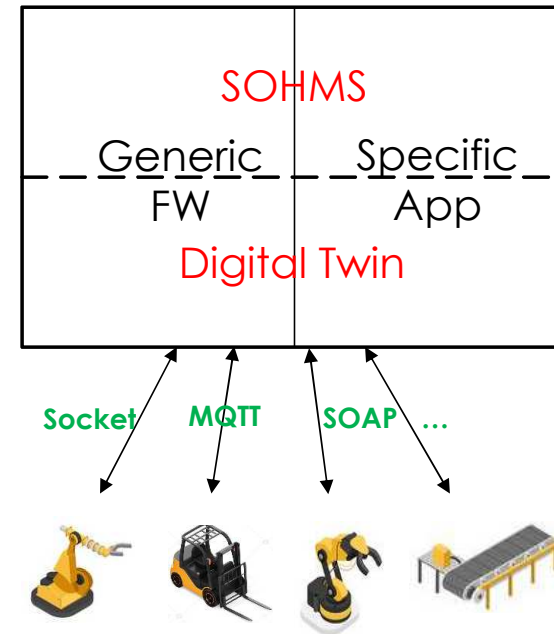 SOHMS
Generic Specific
FW App
Digital Twin
Socket MQTT SOAP ...